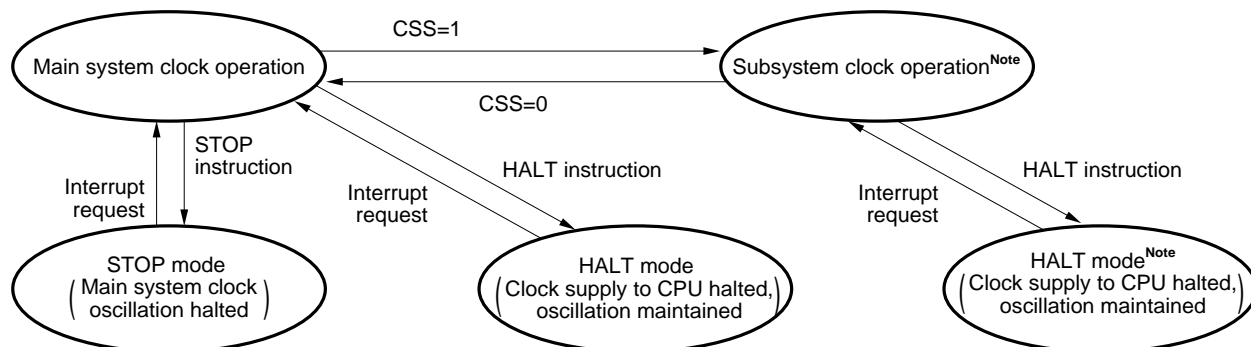 CSS=1
Main system clock operation
Subsystem clock operationNote
CSS=0
STOP
instruction
Interrupt
request
HALT instruction
Interrupt
request
HALT instruction
Interrupt
request
STOP mode
(Main system clock
oscillation halted)
HALT mode
(Clock supply to CPU halted,
oscillation maintained)
HALT modeNote
(Clock supply to CPU halted,
oscillation maintained)